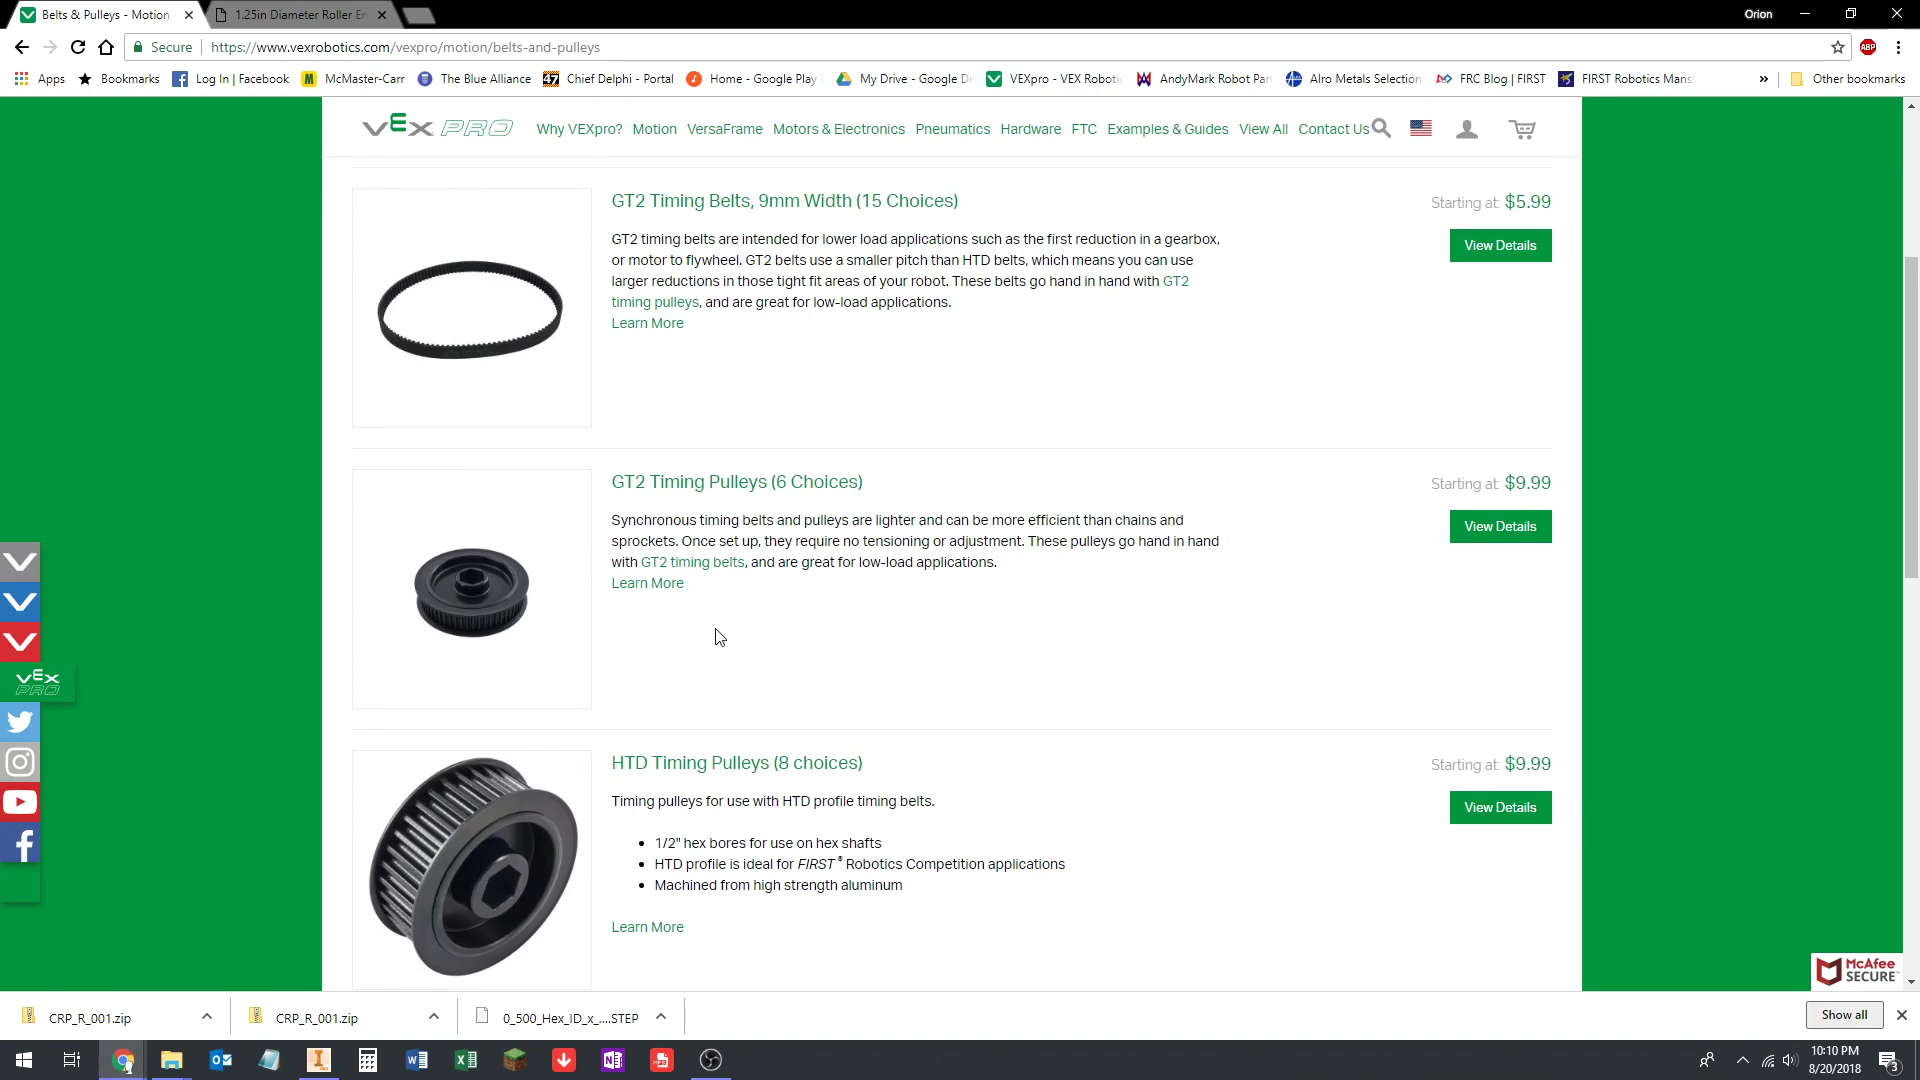 Belts & Pulleys - Motion
1.25in Diameter Roller En
Orion
Secure
https://www.vexrobotics.com/vexpro/motion/belts-and-pulleys
ABP
Apps
Bookmarks
Log In | Facebook
McMaster-Carr
The Blue Alliance
Chief Delphi - Portal
Home - Google Play
My Drive - Google Dr
VEXpro - VEX Robotic
AndyMark Robot Part
Alro Metals Selection
FRC Blog | FIRST
FIRST Robotics Mans
»
Other bookmarks
VEX PRO
Why VEXpro?
Motion
VersaFrame
Motors & Electronics
Pneumatics
Hardware
FTC
Examples & Guides
View All
Contact Us
GT2 Timing Belts, 9mm Width (15 Choices)
Starting at: $5.99
View Details
GT2 timing belts are intended for lower load applications such as the first reduction in a gearbox,
or motor to flywheel. GT2 belts use a smaller pitch than HTD belts, which means you can use
larger reductions in those tight fit areas of your robot. These belts go hand in hand with GT2
timing pulleys, and are great for low-load applications.
Learn More
GT2 Timing Pulleys (6 Choices)
Starting at: $9.99
View Details
Synchronous timing belts and pulleys are lighter and can be more efficient than chains and
sprockets. Once set up, they require no tensioning or adjustment. These pulleys go hand in hand
with GT2 timing belts, and are great for low-load applications.
Learn More
VEX PRO
HTD Timing Pulleys (8 choices)
Starting at: $9.99
View Details
Timing pulleys for use with HTD profile timing belts.
• 1/2" hex bores for use on hex shafts
• HTD profile is ideal for FIRST® Robotics Competition applications
• Machined from high strength aluminum
Learn More
McAfee
SECURE
CRP_R_001.zip
CRP_R_001.zip
0_500_Hex_ID_x_....STEP
Show all
10:10 PM
8/20/2018
3